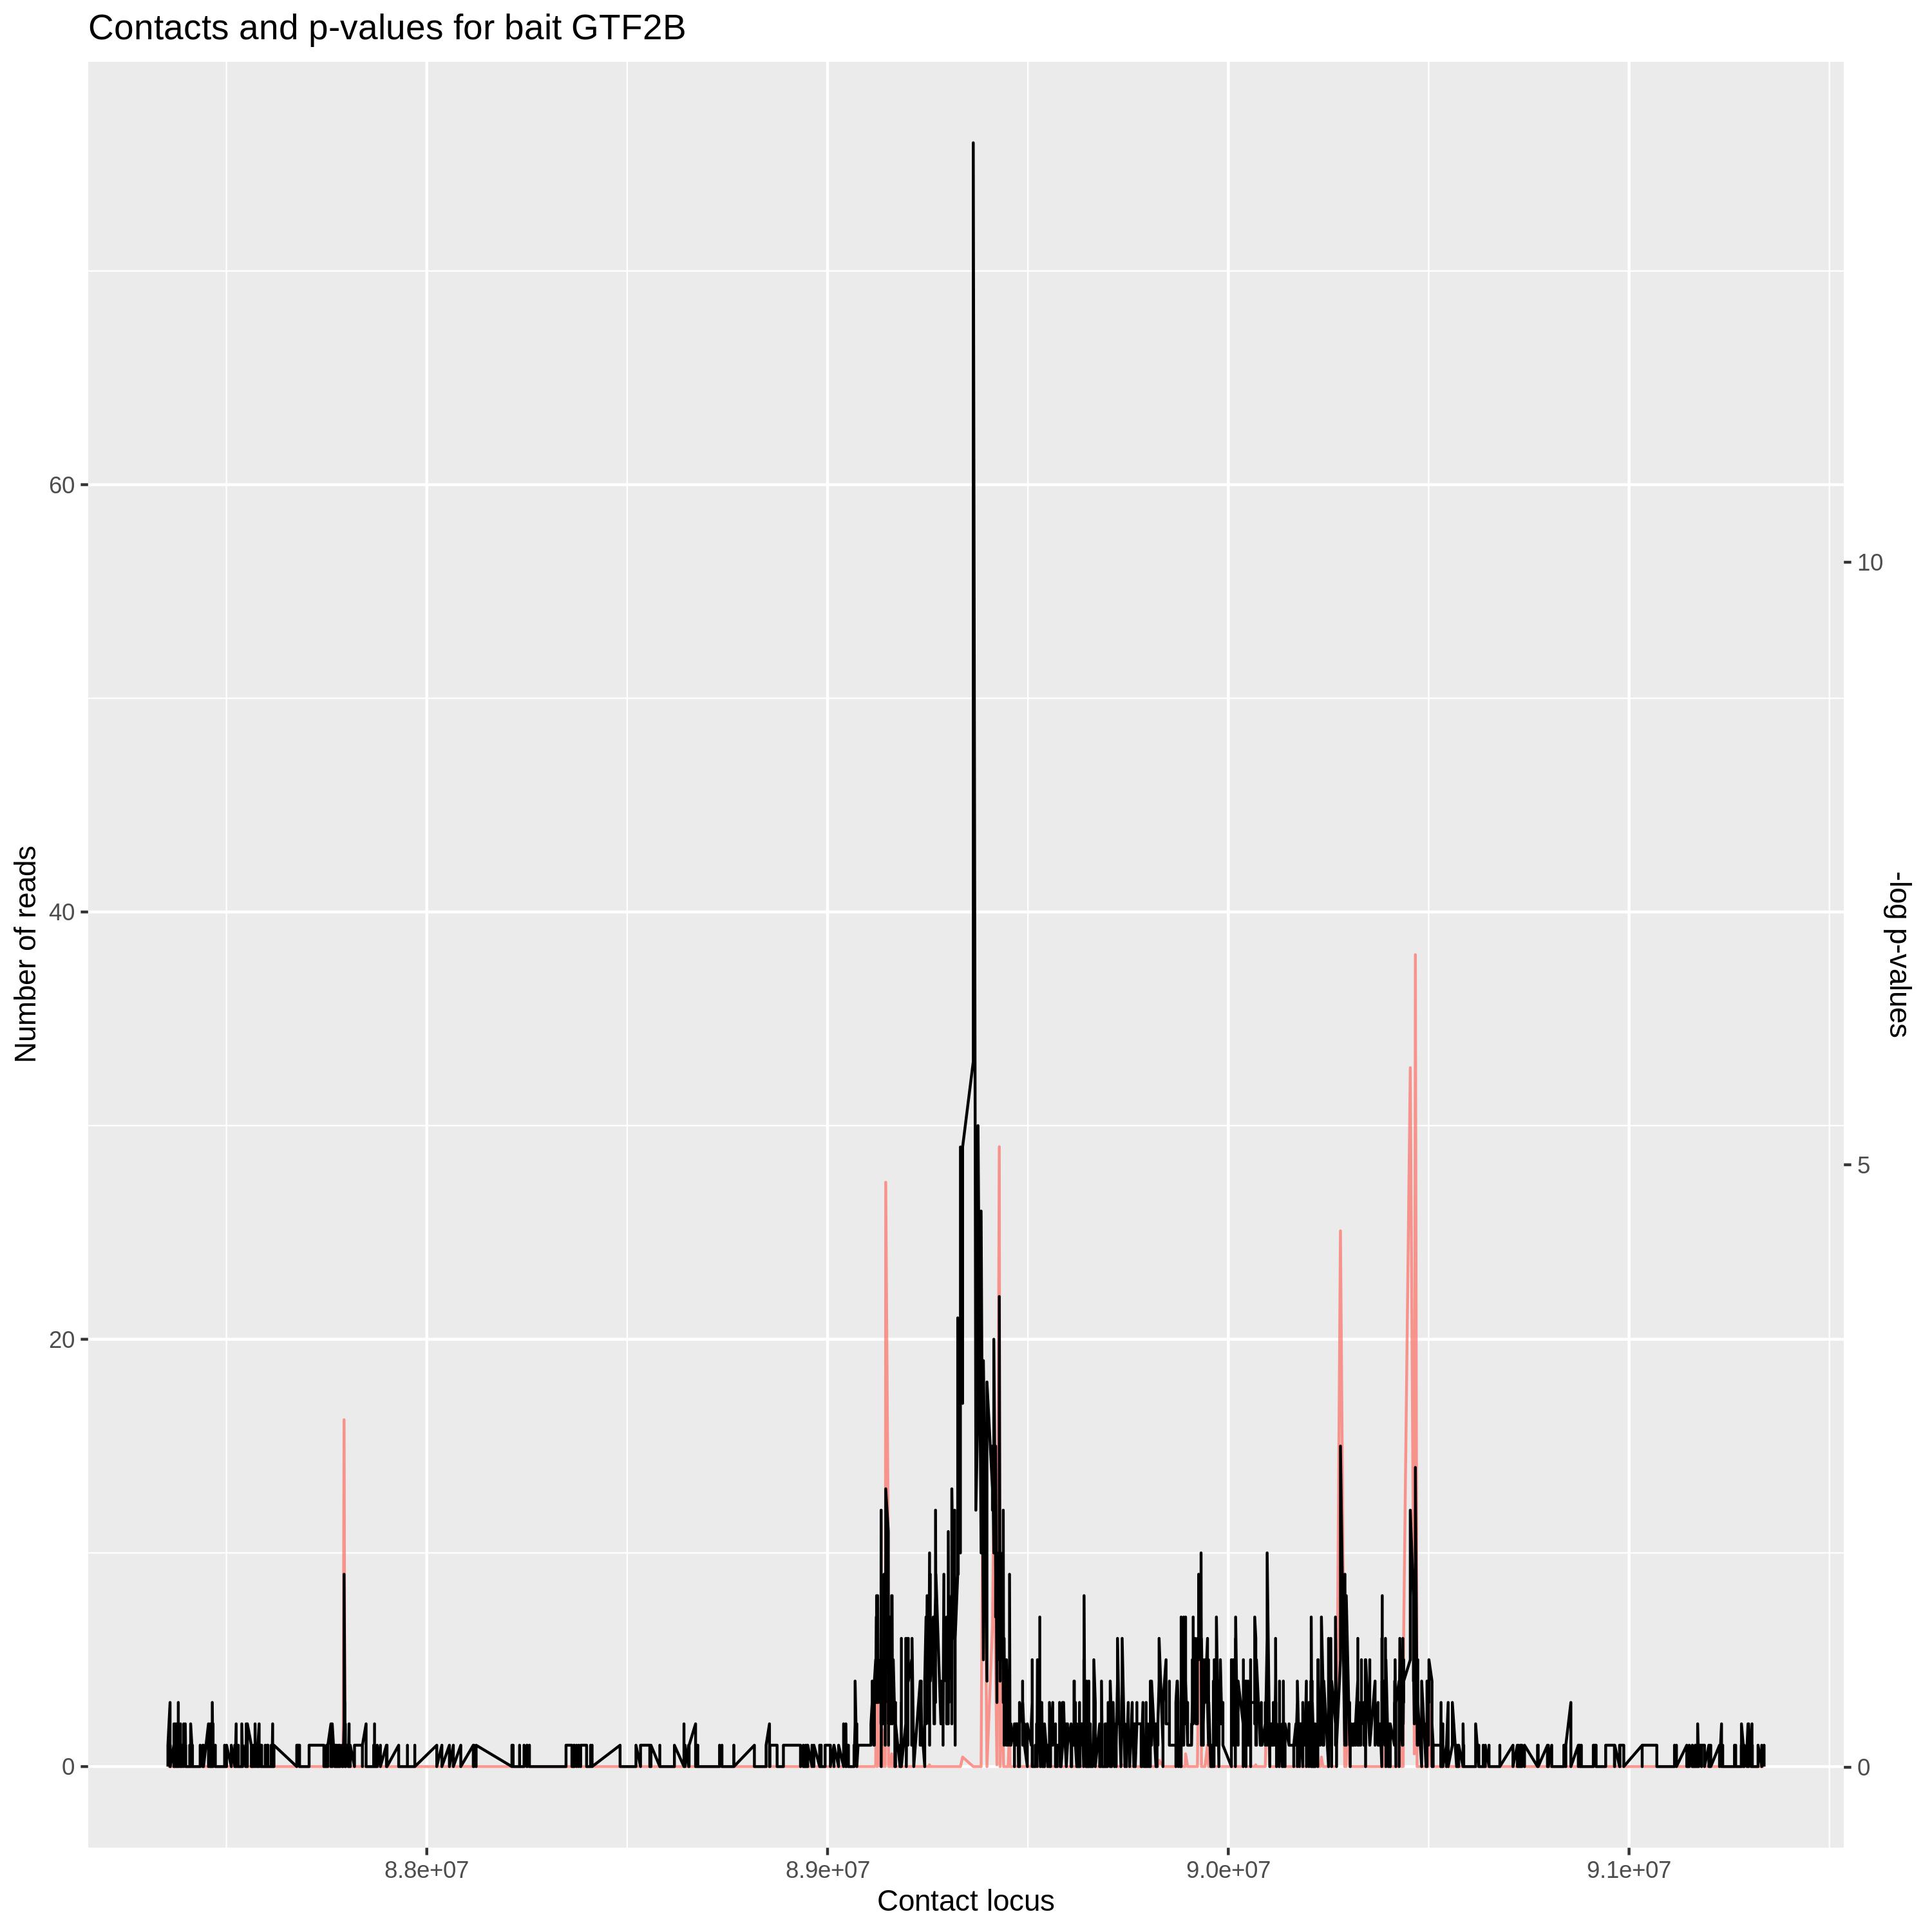 Contacts and p-values for bait GTF2B
Number of reads
60
40
20
0
10
5
0
-log p-values
8.8e+07 8.9e+07 9.0e+07 9.1e+07
Contact locus